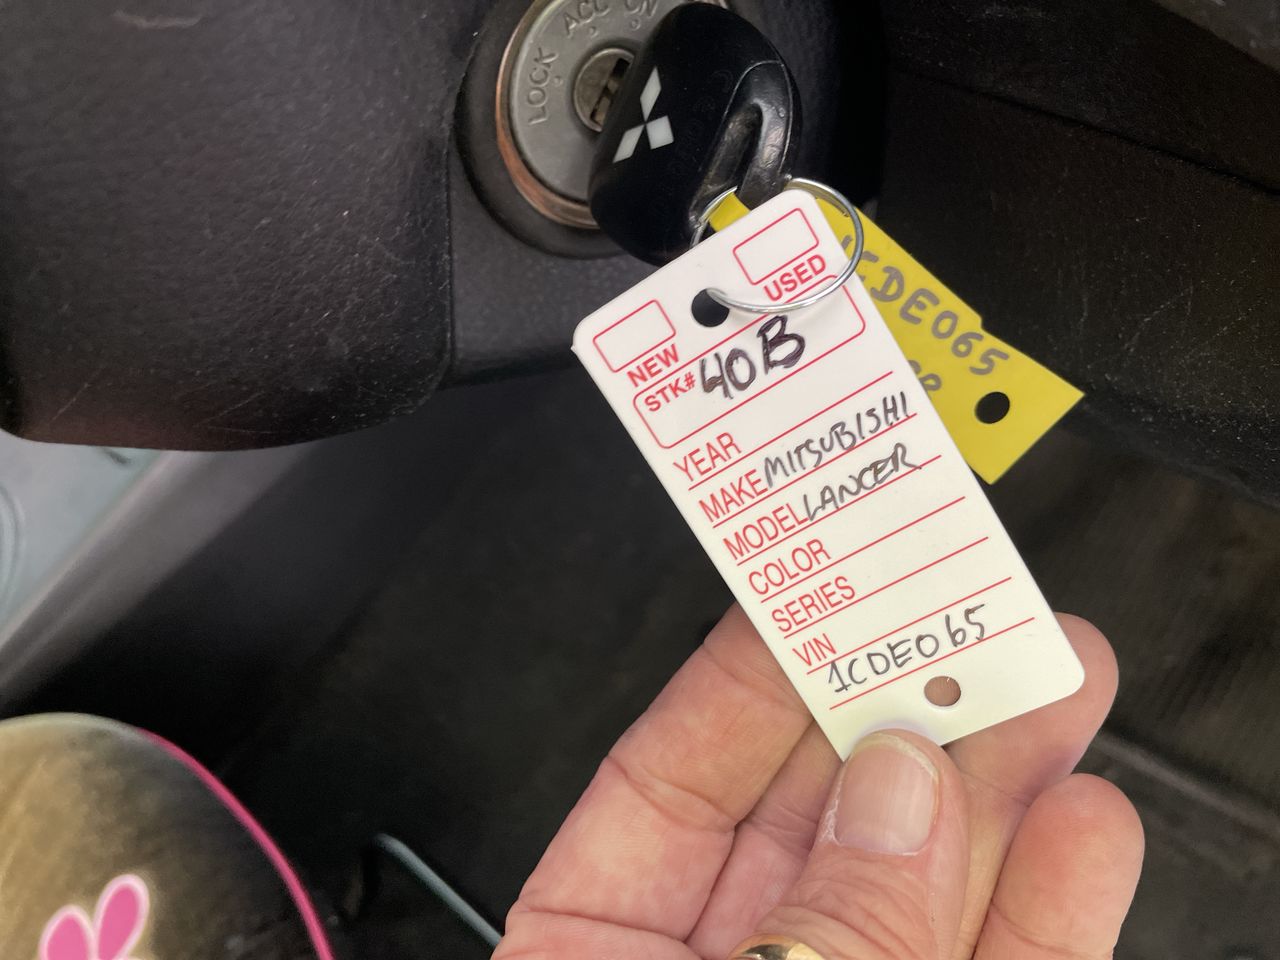 LOCK ACC ON
USED
NEW
STK# 40B
YEAR
MAKE MITSUBISHI
MODEL LANCER
COLOR
SERIES
VIN
1CDE065
CDE065